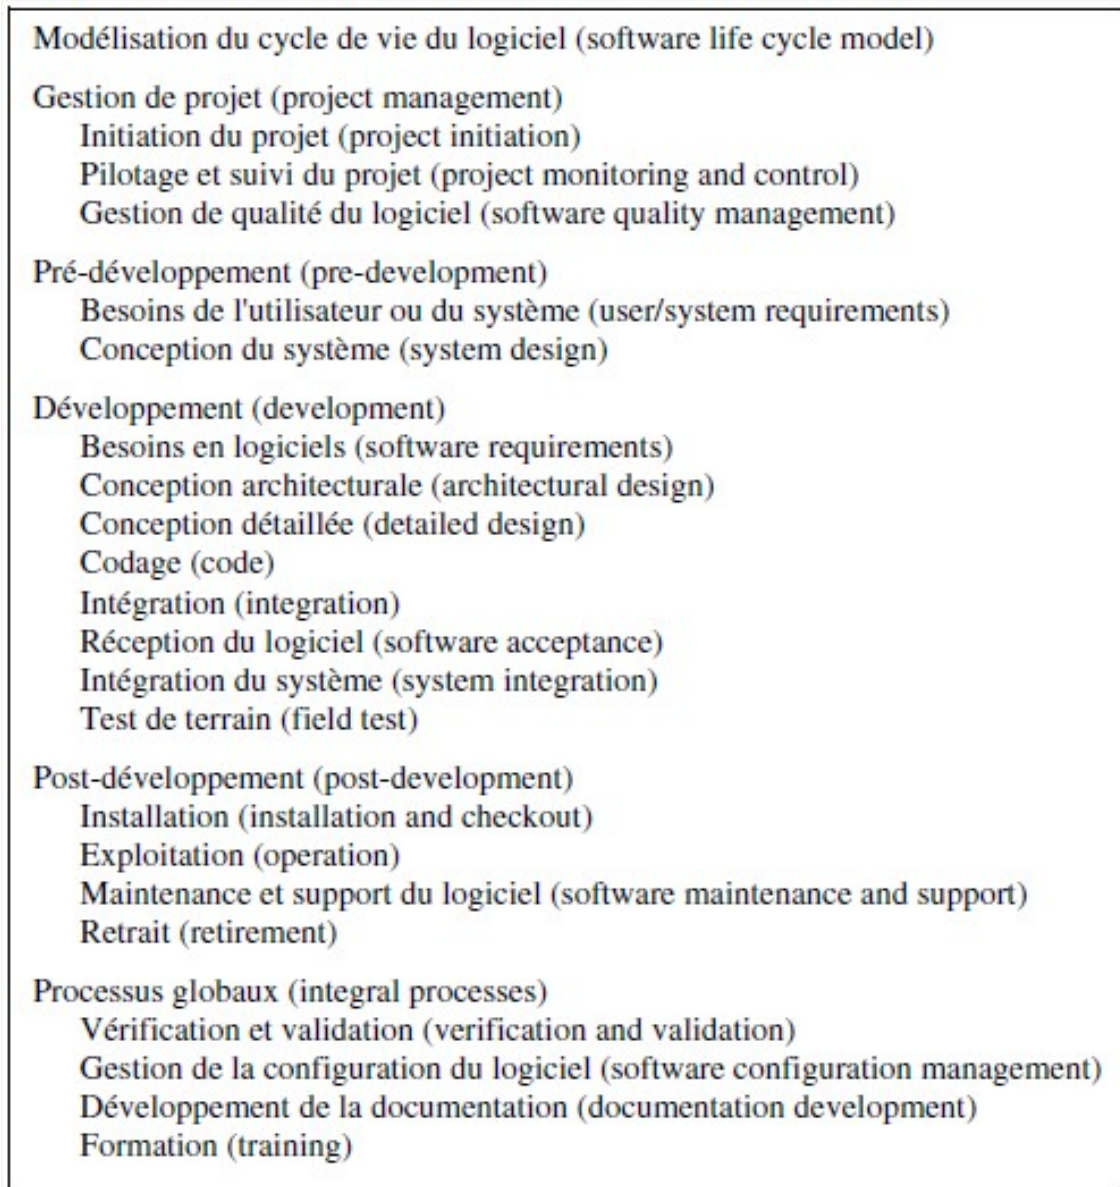 Modélisation du cycle de vie du logiciel (software life cycle model)
Gestion de projet (project management)
Initiation du projet (project initiation)
Pilotage et suivi du projet (project monitoring and control)
Gestion de qualité du logiciel (software quality management)
Pré-développement (pre-development)
Besoins de l'utilisateur ou du système (user/system requirements)
Conception du système (system design)
Développement (development)
Besoins en logiciels (software requirements)
Conception architecturale (architectural design)
Conception détaillée (detailed design)
Codage (code)
Intégration (integration)
Réception du logiciel (software acceptance)
Intégration du système (system integration)
Test de terrain (field test)
Post-développement (post-development)
Installation (installation and checkout)
Exploitation (operation)
Maintenance et support du logiciel (software maintenance and support)
Retrait (retirement)
Processus globaux (integral processes)
Vérification et validation (verification and validation)
Gestion de la configuration du logiciel (software configuration management)
Développement de la documentation (documentation development)
Formation (training)